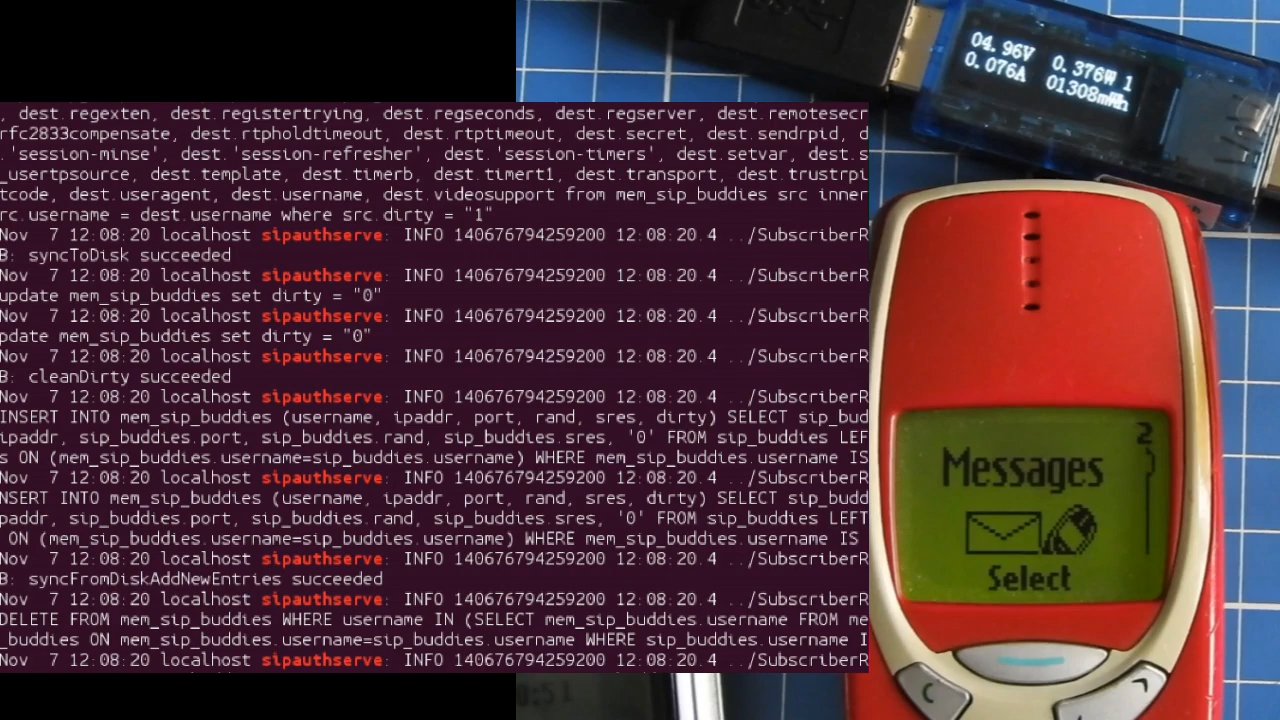 04.96V 0.376W 1
0.076A 01308mWh
, dest.regexten, dest.registertrying, dest.regseconds, dest.regserver, dest.remotesecr
rfc2833compensate, dest.rtpholdtimeout, dest.rtptimeout, dest.secret, dest.sendrpid, d
.'session-minse', dest.'session-refresher', dest.'session-timers', dest.setvar, dest.s
_usertpsource, dest.template, dest.timerb, dest.timert1, dest.transport, dest.trustrpi
tcode, dest.useragent, dest.username, dest.videosupport from mem_sip_buddies src inner
rc.username = dest.username where src.dirty = "1"
Nov 7 12:08:20 localhost sipauthserve: INFO 140676794259200 12:08:20.4 ../SubscriberR
B: syncToDisk succeeded
Nov 7 12:08:20 localhost sipauthserve: INFO 140676794259200 12:08:20.4 ../SubscriberR
update mem_sip_buddies set dirty = "0"
Nov 7 12:08:20 localhost sipauthserve: INFO 140676794259200 12:08:20.4 ../SubscriberR
pdate mem_sip_buddies set dirty = "0"
Nov 7 12:08:20 localhost sipauthserve: INFO 140676794259200 12:08:20.4 ../SubscriberR
B: cleanDirty succeeded
Nov 7 12:08:20 localhost sipauthserve: INFO 140676794259200 12:08:20.4 ../SubscriberR
INSERT INTO mem_sip_buddies (username, ipaddr, port, rand, sres, dirty) SELECT sip_bud
ipaddr, sip_buddies.port, sip_buddies.rand, sip_buddies.sres, '0' FROM sip_buddies LEF
s ON (mem_sip_buddies.username=sip_buddies.username) WHERE mem_sip_buddies.username IS
Nov 7 12:08:20 localhost sipauthserve: INFO 140676794259200 12:08:20.4 ../SubscriberR
NSERT INTO mem_sip_buddies (username, ipaddr, port, rand, sres, dirty) SELECT sip_budd
paddr, sip_buddies.port, sip_buddies.rand, sip_buddies.sres, '0' FROM sip_buddies LEFT
ON (mem_sip_buddies.username=sip_buddies.username) WHERE mem_sip_buddies.username IS
Nov 7 12:08:20 localhost sipauthserve: INFO 140676794259200 12:08:20.4 ../SubscriberR
B: syncFromDiskAddNewEntries succeeded
Nov 7 12:08:20 localhost sipauthserve: INFO 140676794259200 12:08:20.4 ../SubscriberR
DELETE FROM mem_sip_buddies WHERE username IN (SELECT mem_sip_buddies.username FROM me
_buddies ON mem_sip_buddies.username=sip_buddies.username WHERE sip_buddies.username I
Nov 7 12:08:20 localhost sipauthserve: INFO 140676794259200 12:08:20.4 ../SubscriberR
2
Messages
Select
0:51